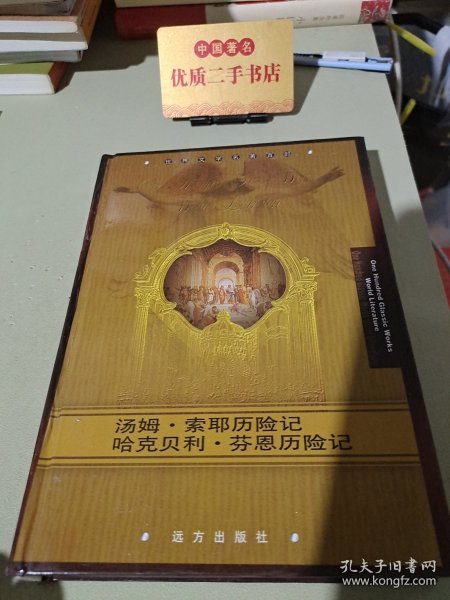 中国著名
优质二手书店
世界文学名著百部
One Hundred Glassic Works
World Literature
汤姆·索耶历险记
哈克贝利·芬恩历险记
远方出版社
孔夫子旧书网
www.kongfz.com